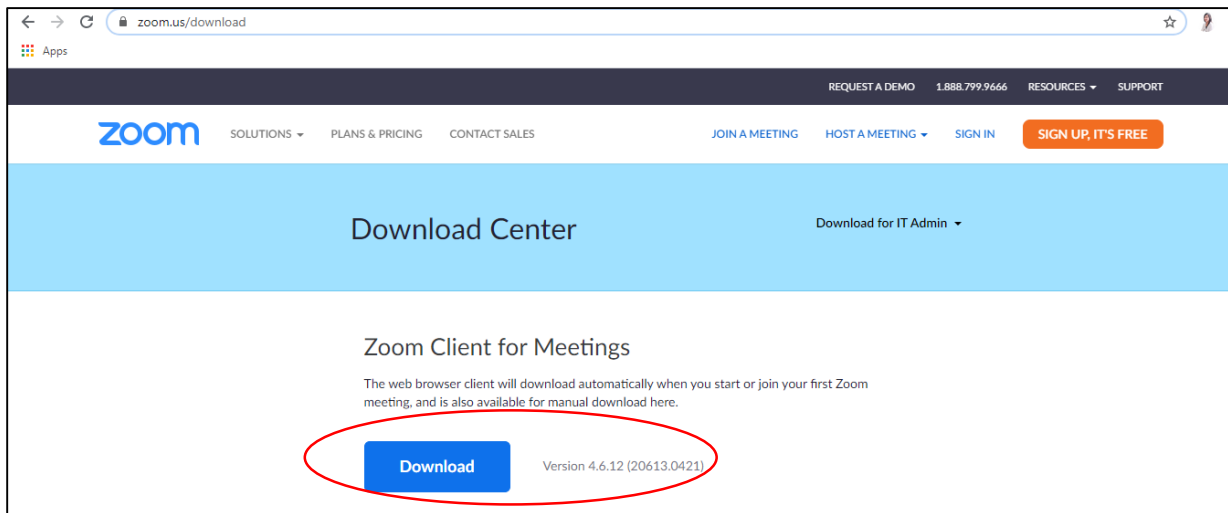 zoom.us/download
Apps
REQUEST A DEMO 1.888.799.9666 RESOURCES SUPPORT
zoom SOLUTIONS PLANS & PRICING CONTACT SALES JOIN A MEETING HOST A MEETING SIGN IN SIGN UP, IT'S FREE
Download Center Download for IT Admin
Zoom Client for Meetings
The web browser client will download automatically when you start or join your first Zoom
meeting, and is also available for manual download here.
Download Version 4.6.12 (20613.0421)